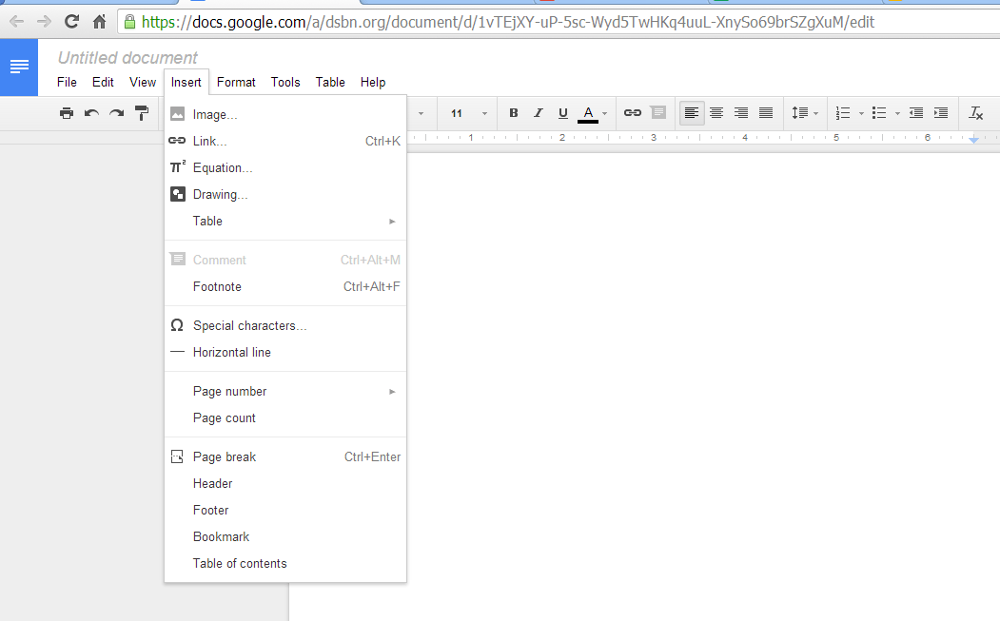 https://docs.google.com/a/dsbn.org/document/d/1vTEjXY-uP-5sc-Wyd5TwHKq4uuL-XnySo69brSZgXuM/edit
Untitled document
File Edit View Insert Format Tools Table Help
11 B I U A
1 2 3 4 5 6
Image...
Link... Ctrl+K
π² Equation...
Drawing...
Table
Comment Ctrl+Alt+M
Footnote Ctrl+Alt+F
Ω Special characters...
Horizontal line
Page number
Page count
Page break Ctrl+Enter
Header
Footer
Bookmark
Table of contents